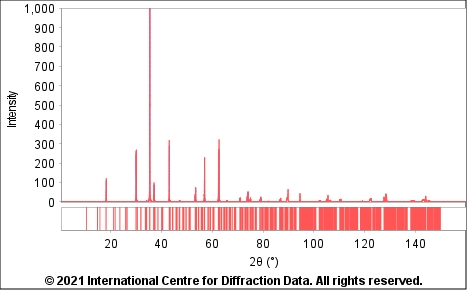 1,000
900
800
700
600
500
400
300
200
100
0
Intensity
20 40 60 80 100 120 140
2θ (°)
© 2021 International Centre for Diffraction Data. All rights reserved.